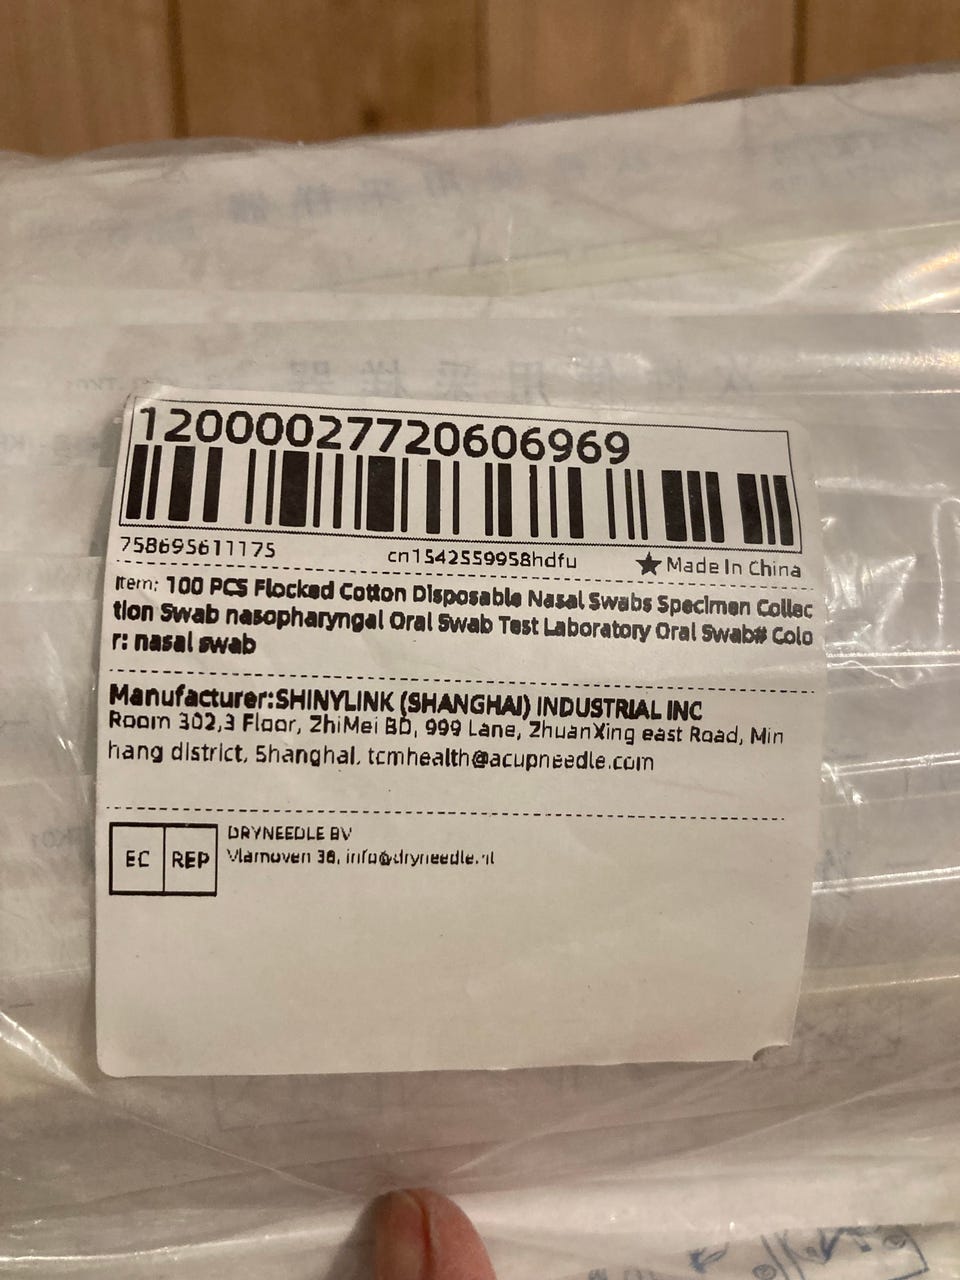 12000027720606969
758695611175 cn1542559958hdfu ★ Made In China
Item: 100 PCS Flocked Cotton Disposable Nasal Swabs Specimen Collec
tion Swab nasopharyngal Oral Swab Test Laboratory Oral Swab# Colo
r: nasal swab
Manufacturer:SHINYLINK (SHANGHAI) INDUSTRIAL INC
Room 302,3 Floor, ZhiMei BD, 999 Lane, ZhuanXing east Road, Min
hang district, Shanghai, tcmhealth@acupneedle.com
EC REP
DRYNEEDLE BV
Vlamoven 38, info@dryneedle.nl